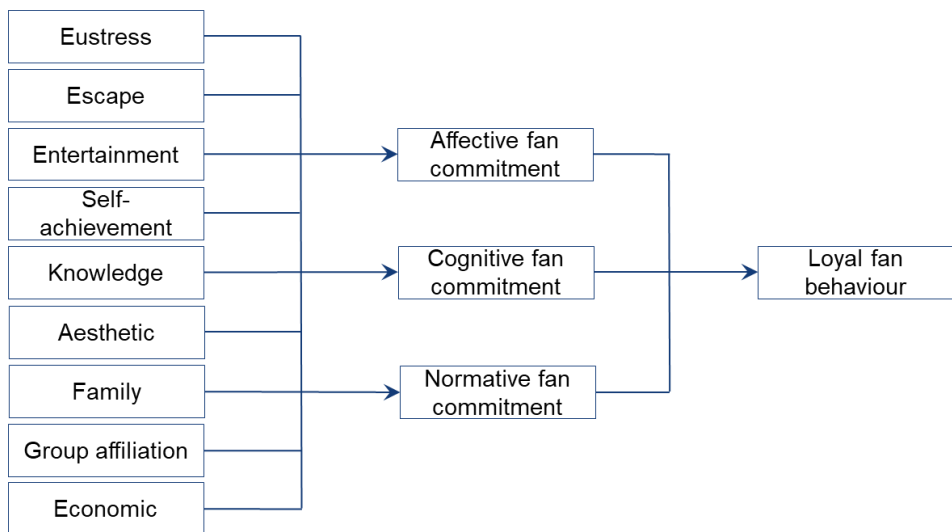 Eustress
Escape
Entertainment
Self-
achievement
Knowledge
Aesthetic
Family
Group affiliation
Economic
Affective fan
commitment
Cognitive fan
commitment
Normative fan
commitment
Loyal fan
behaviour